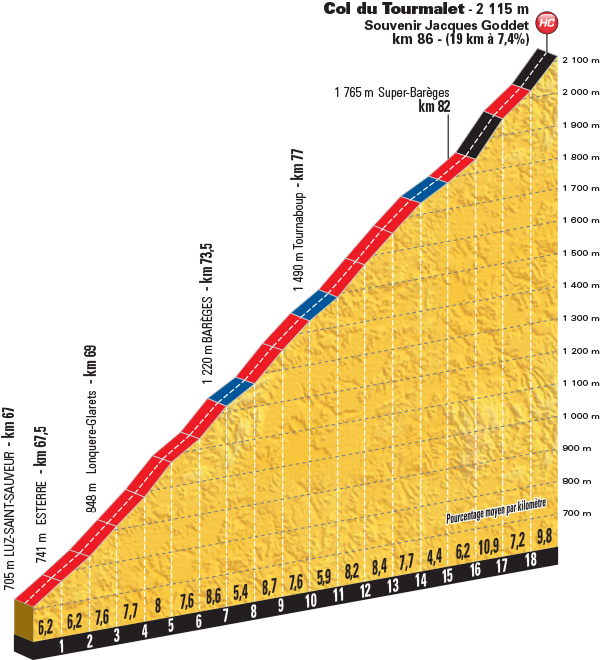 Col du Tourmalet - 2 115 m
Souvenir Jacques Goddet
km 86 - (19 km à 7,4%)
HC
1 765 m Super-Barèges
km 82
1 490 m Tournaboup - km 77
1 220 m BARÈGES - km 73,5
848 m Lonquere-Glarets - km 69
741 m ESTERRE - km 67,5
705 m LUZ-SAINT-SAUVEUR - km 67
2 100 m
2 000 m
1 900 m
1 800 m
1 700 m
1 600 m
1 500 m
1 400 m
1 300 m
1 200 m
1 100 m
1 000 m
900 m
800 m
700 m
Pourcentage moyen par kilomètre
6,2 6,2 7,6 7,7 8 7,6 8,6 5,4 8,7 7,6 5,9 8,2 8,4 7,7 4,4 6,2 10,9 7,2 9,8
1 2 3 4 5 6 7 8 9 10 11 12 13 14 15 16 17 18